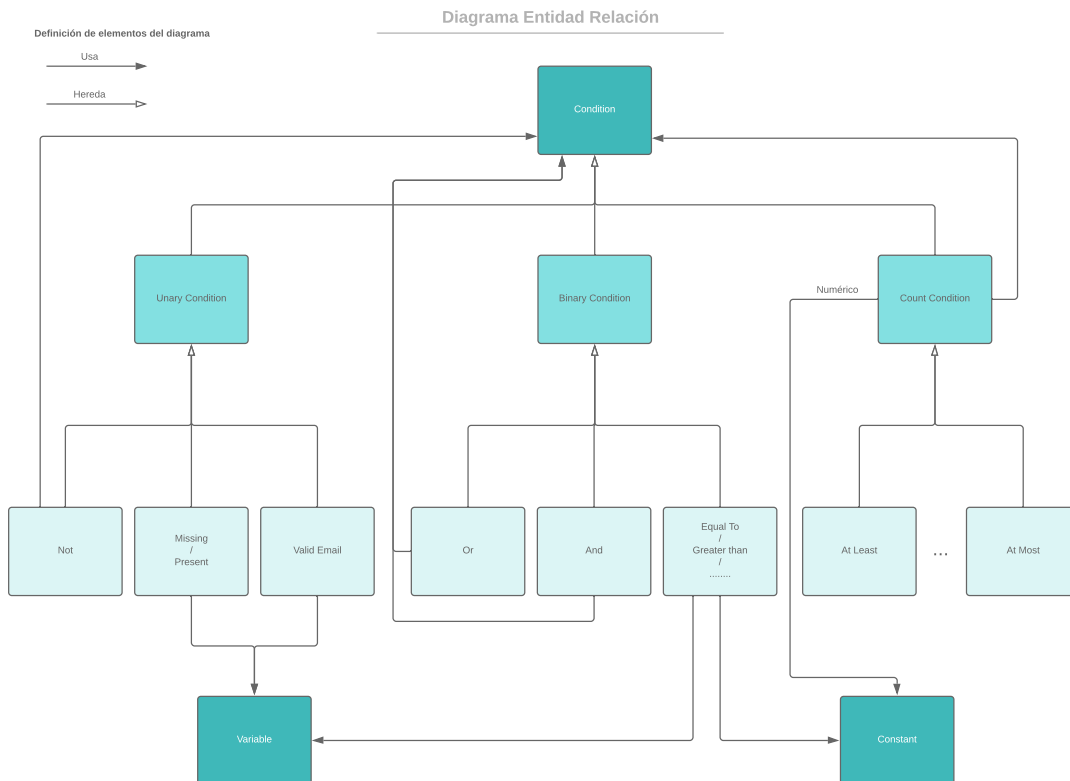 Diagrama Entidad Relación
Definición de elementos del diagrama
Usa
Hereda
Condition
Unary Condition
Binary Condition
Numérico
Count Condition
Not
Missing
/
Present
Valid Email
Or
And
Equal To
/
Greater than
/
........
At Least
...
At Most
Variable
Constant